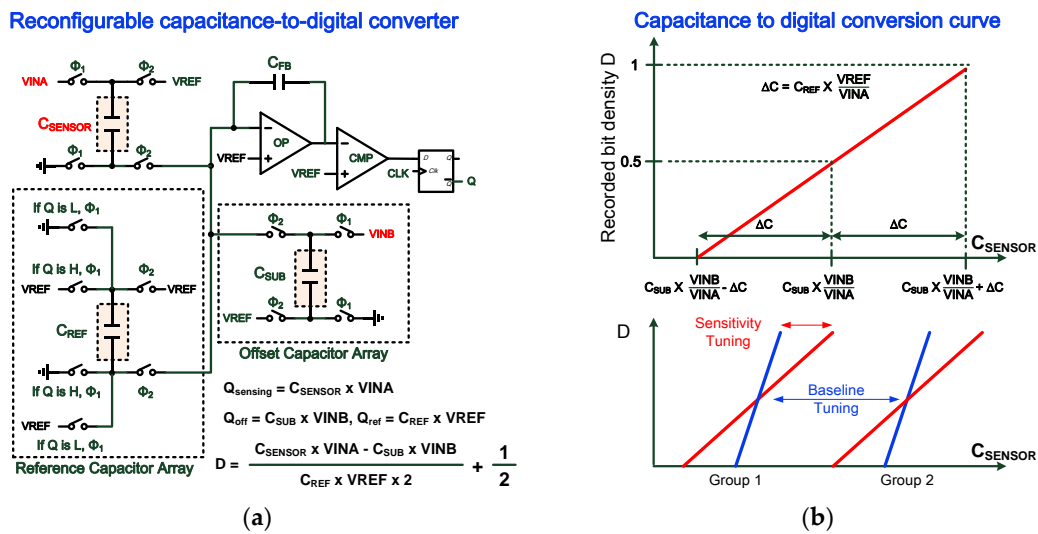 Reconfigurable capacitance-to-digital converter
VINA
Φ1
Φ2
VREF
CSENSOR
Φ1
Φ2
CFB
OP
VREF
CMP
VREF
CLK
D
Q
Clk
Q
Q
If Q is L, Φ1
If Q is H, Φ1
Φ2
VREF
VREF
CREF
If Q is H, Φ1
Φ2
VREF
If Q is L, Φ1
Reference Capacitor Array
Φ2
Φ1
VINB
CSUB
Φ2
Φ1
VREF
Offset Capacitor Array
Qsensing = CSENSOR x VINA
Qoff = CSUB x VINB, Qref = CREF x VREF
D = CSENSOR x VINA - CSUB x VINB / CREF x VREF x 2 + 1 / 2
(a)
Capacitance to digital conversion curve
Recorded bit density D
1
0.5
ΔC = CREF X VREF / VINA
ΔC
ΔC
CSENSOR
CSUB X VINB / VINA - ΔC
CSUB X VINB / VINA
CSUB X VINB / VINA + ΔC
D
Sensitivity
Tuning
Baseline
Tuning
CSENSOR
Group 1
Group 2
(b)